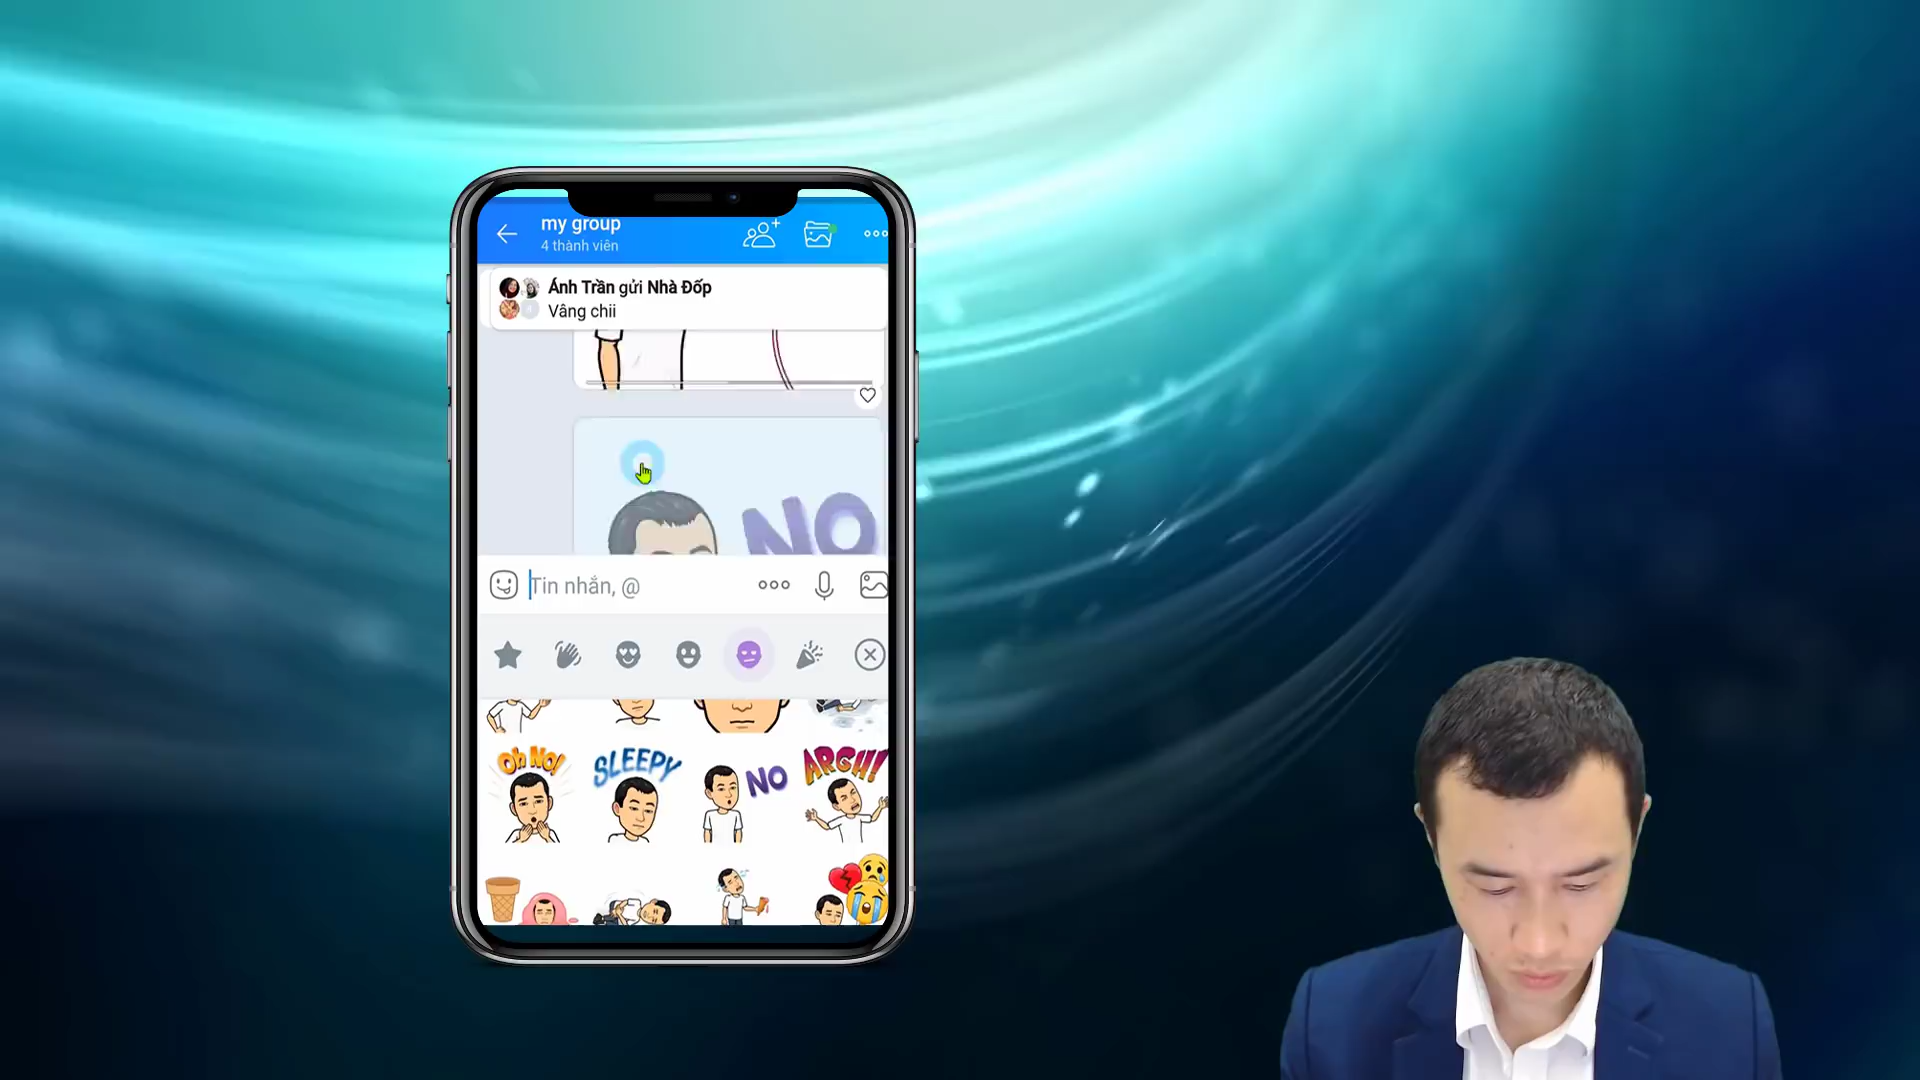 my group
4 thành viên
Ánh Trần gửi Nhà Đốp
Vâng chii
NO
Tin nhắn, @
Oh No!
SLEEPY
NO
ARGH!